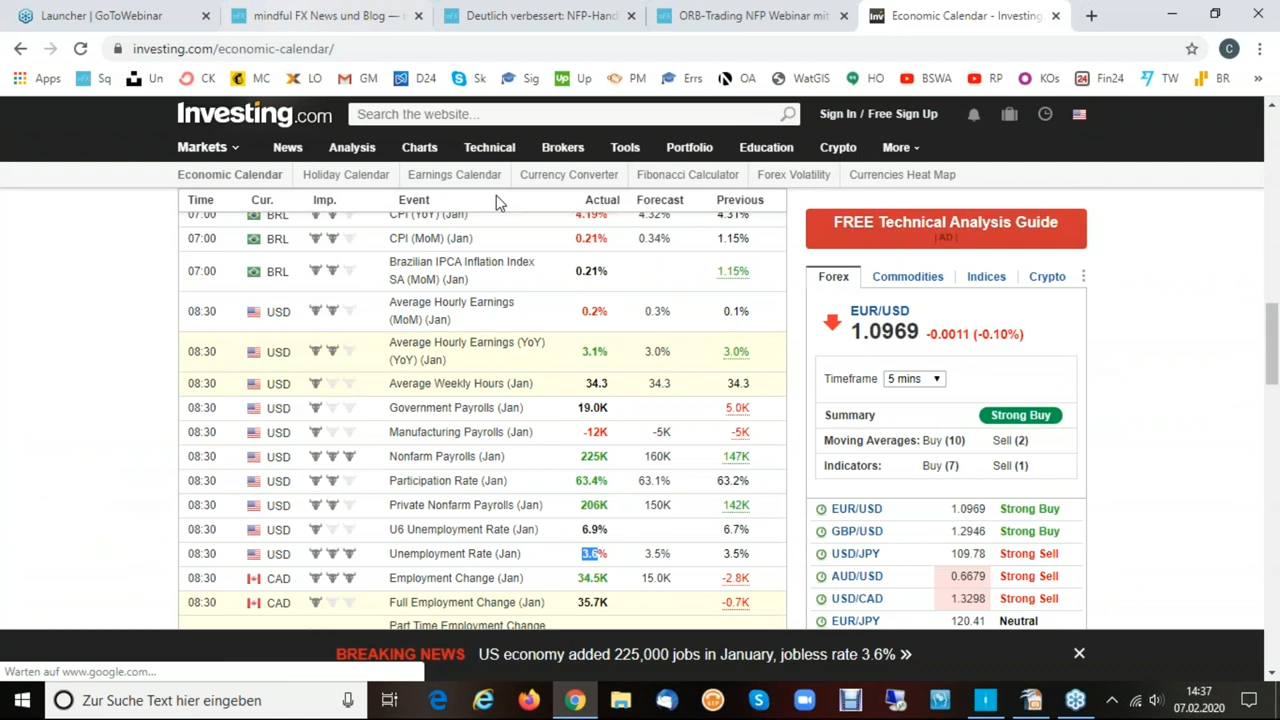 Launcher | GoToWebinar
mindful FX News und Blog —
Deutlich verbessert: NFP-Hand
ORB-Trading NFP Webinar mit
Economic Calendar - Investing
investing.com/economic-calendar/
C
Apps Sq Un CK MC LO GM D24 Sk Sig Up PM Errs OA WatGIS HO BSWA RP KOs Fin24 TW BR »
Investing.com
Search the website...
Sign In / Free Sign Up
Markets News Analysis Charts Technical Brokers Tools Portfolio Education Crypto More
Economic Calendar Holiday Calendar Earnings Calendar Currency Converter Fibonacci Calculator Forex Volatility Currencies Heat Map
Time Cur. Imp. Event Actual Forecast Previous
07:00 BRL CPI (YoY) (Jan) 4.19% 4.32% 4.31%
07:00 BRL CPI (MoM) (Jan) 0.21% 0.34% 1.15%
07:00 BRL Brazilian IPCA Inflation Index
SA (MoM) (Jan) 0.21% 1.15%
08:30 USD Average Hourly Earnings
(MoM) (Jan) 0.2% 0.3% 0.1%
08:30 USD Average Hourly Earnings (YoY)
(YoY) (Jan) 3.1% 3.0% 3.0%
08:30 USD Average Weekly Hours (Jan) 34.3 34.3 34.3
08:30 USD Government Payrolls (Jan) 19.0K 5.0K
08:30 USD Manufacturing Payrolls (Jan) -12K -5K -5K
08:30 USD Nonfarm Payrolls (Jan) 225K 160K 147K
08:30 USD Participation Rate (Jan) 63.4% 63.1% 63.2%
08:30 USD Private Nonfarm Payrolls (Jan) 206K 150K 142K
08:30 USD U6 Unemployment Rate (Jan) 6.9% 6.7%
08:30 USD Unemployment Rate (Jan) 3.6% 3.5% 3.5%
08:30 CAD Employment Change (Jan) 34.5K 15.0K -2.8K
08:30 CAD Full Employment Change (Jan) 35.7K -0.7K
Part Time Employment Change
FREE Technical Analysis Guide
| AD |
Forex Commodities Indices Crypto
EUR/USD
1.0969 -0.0011 (-0.10%)
Timeframe 5 mins
Summary Strong Buy
Moving Averages: Buy (10) Sell (2)
Indicators: Buy (7) Sell (1)
EUR/USD 1.0969 Strong Buy
GBP/USD 1.2946 Strong Buy
USD/JPY 109.78 Strong Sell
AUD/USD 0.6679 Strong Sell
USD/CAD 1.3298 Strong Sell
EUR/JPY 120.41 Neutral
BREAKING NEWS US economy added 225,000 jobs in January, jobless rate 3.6% »
Warten auf www.google.com...
Zur Suche Text hier eingeben
14:37
07.02.2020